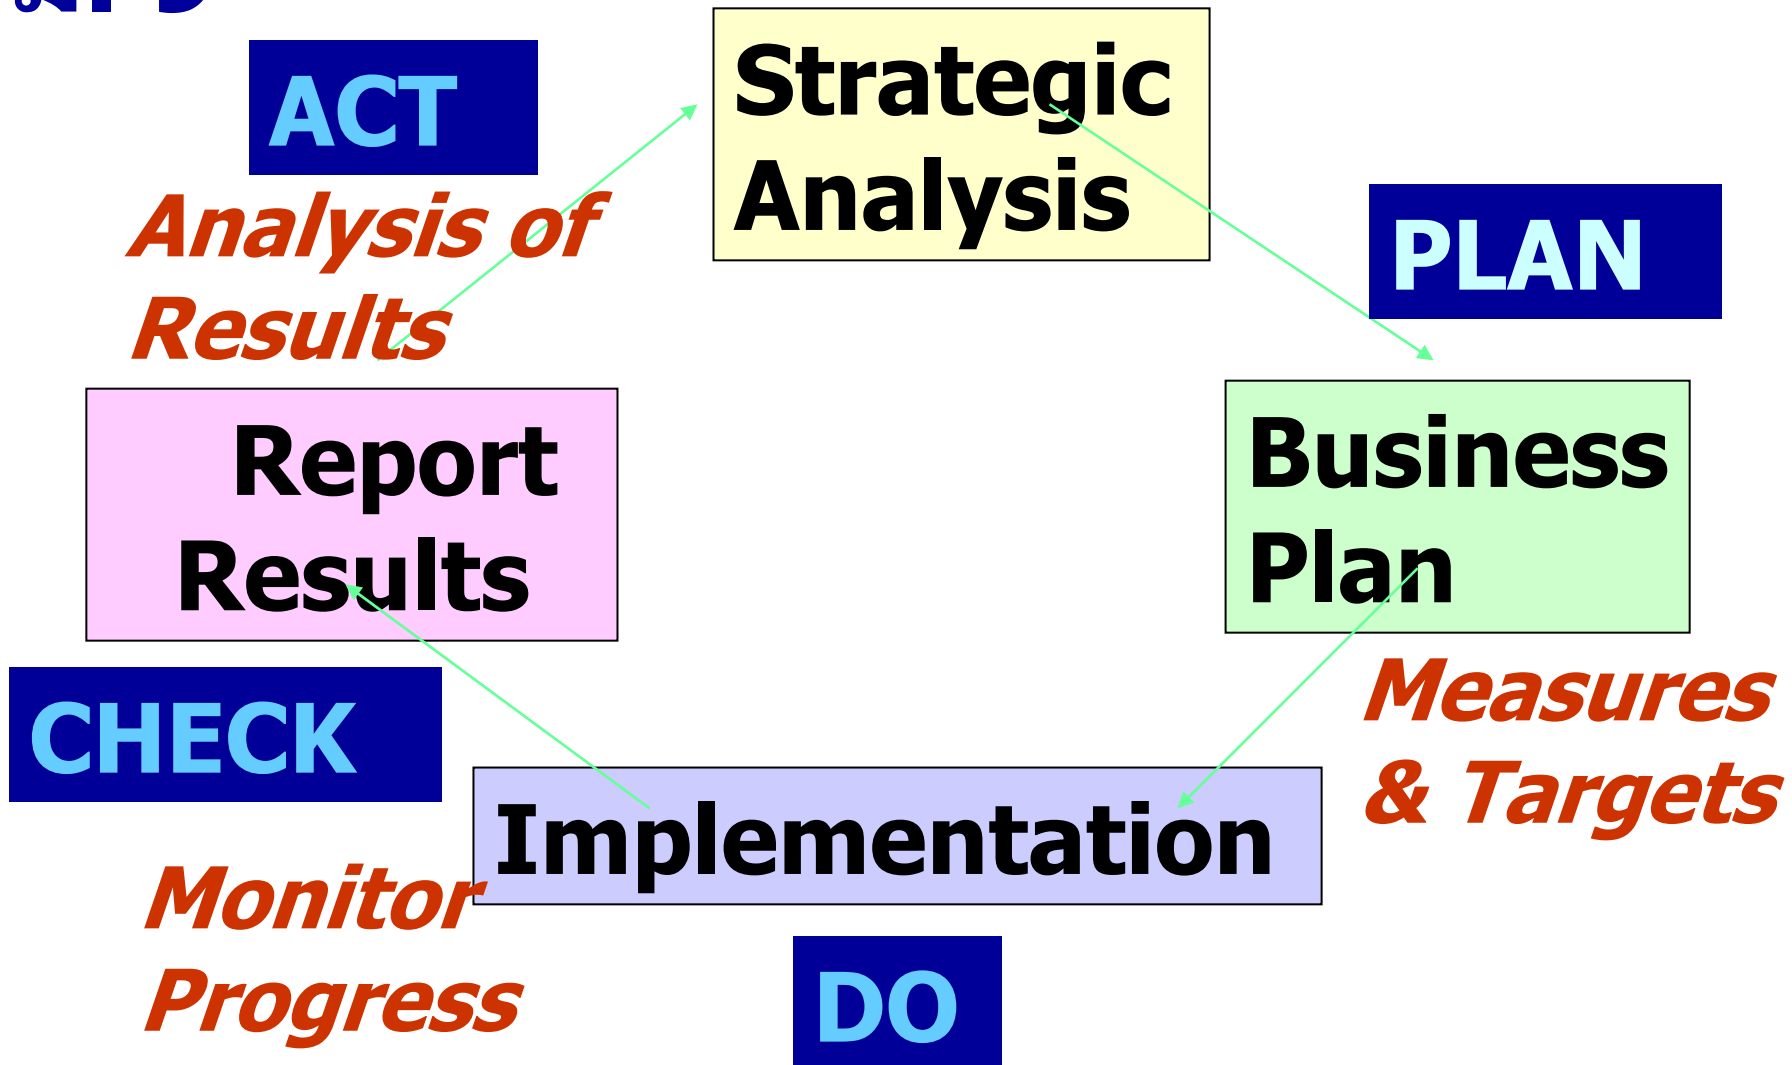 ACT
Strategic
Analysis
Analysis of
Results
PLAN
Report
Results
Business
Plan
CHECK
Measures
& Targets
Implementation
Monitor
Progress
DO